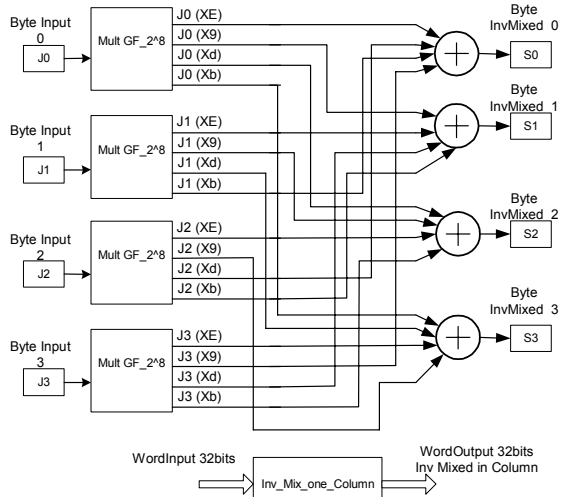 Byte Input
0
J0
Mult GF_2^8
J0 (XE)
J0 (X9)
J0 (Xd)
J0 (Xb)
Byte
InvMixed 0
S0
Byte Input
1
J1
Mult GF_2^8
J1 (XE)
J1 (X9)
J1 (Xd)
J1 (Xb)
Byte
InvMixed 1
S1
Byte Input
2
J2
Mult GF_2^8
J2 (XE)
J2 (X9)
J2 (Xd)
J2 (Xb)
Byte
InvMixed 2
S2
Byte Input
3
J3
Mult GF_2^8
J3 (XE)
J3 (X9)
J3 (Xd)
J3 (Xb)
Byte
InvMixed 3
S3
WordInput 32bits
Inv_Mix_one_Column
WordOutput 32bits
Inv Mixed in Column